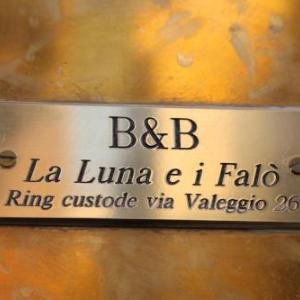 B&B
La Luna e i Falò
Ring custode via Valeggio 26